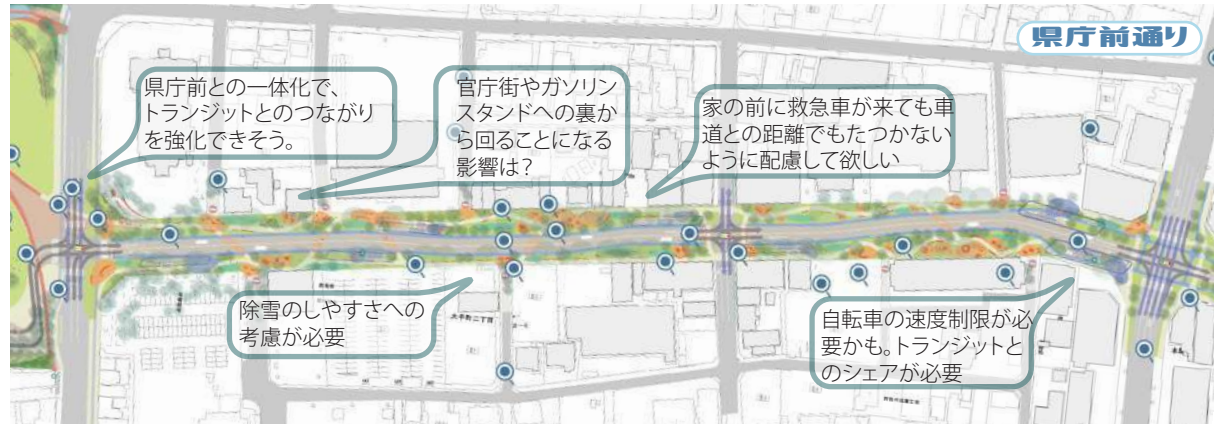 県庁前通り
県庁前との一体化で、
トランジットとのつながり
を強化できそう。
官庁街やガソリン
スタンドへの裏か
ら回ることになる
影響は？
家の前に救急車が来ても車
道との距離でもたつかない
ように配慮して欲しい
除雪のしやすさへの
考慮が必要
大手町二丁目
自転車の速度制限が必
要かも。トランジットと
のシェアが必要